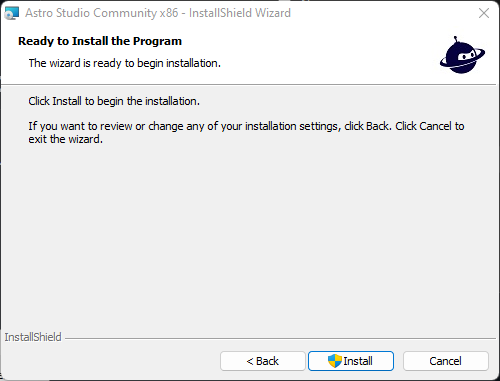 Astro Studio Community x86 - InstallShield Wizard
Ready to Install the Program
The wizard is ready to begin installation.
Click Install to begin the installation.
If you want to review or change any of your installation settings, click Back. Click Cancel to
exit the wizard.
InstallShield
< Back
Install
Cancel